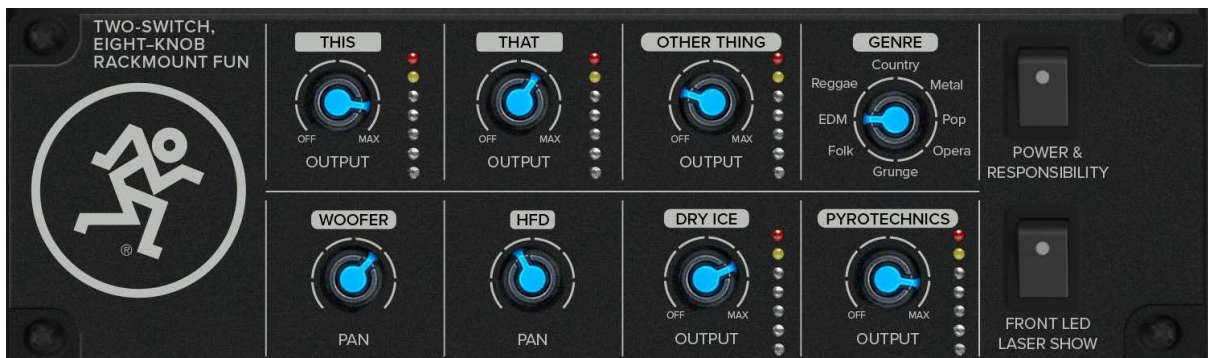 TWO-SWITCH,
EIGHT–KNOB
RACKMOUNT FUN
THIS
OFF MAX
OUTPUT
THAT
OFF MAX
OUTPUT
OTHER THING
OFF MAX
OUTPUT
GENRE
Country
Reggae Metal
EDM Pop
Folk Opera
Grunge
POWER &
RESPONSIBILITY
®
WOOFER
PAN
HFD
PAN
DRY ICE
OFF MAX
OUTPUT
PYROTECHNICS
OFF MAX
OUTPUT
FRONT LED
LASER SHOW